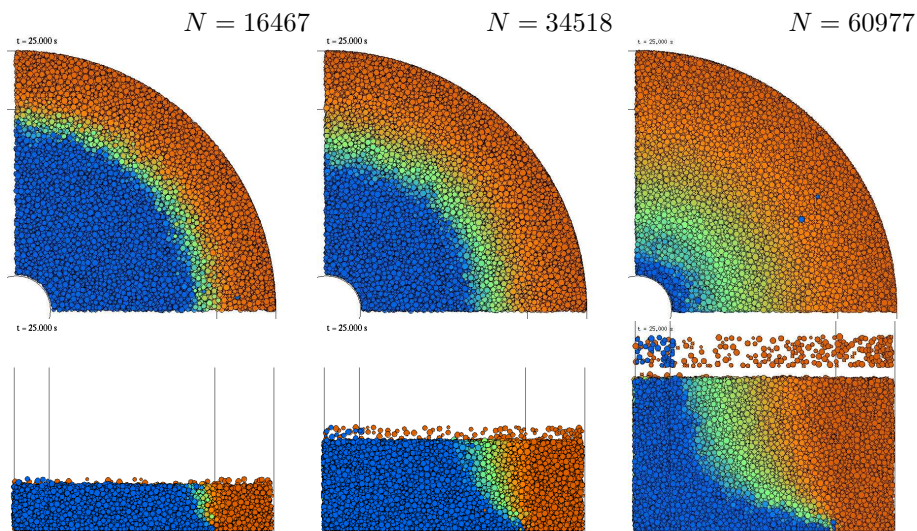 N = 16467
N = 34518
N = 60977
t = 25.000 s
t = 25.000 s
t = 25.000 s
t = 25.000 s
t = 25.000 s
t = 25.000 s